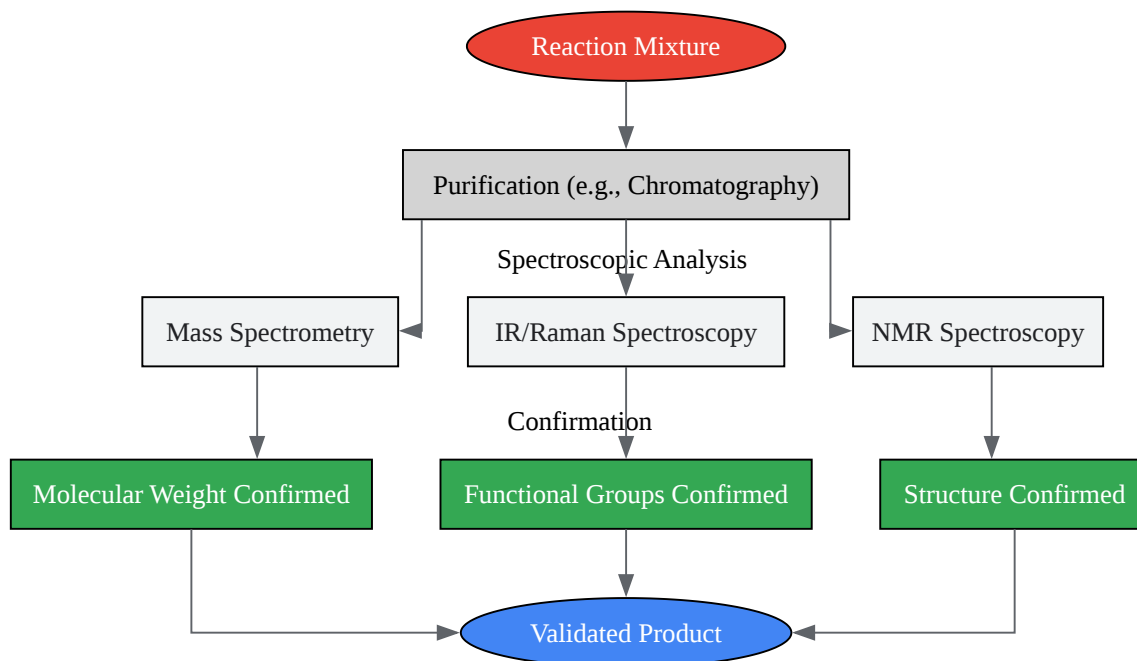 Reaction Mixture
Purification (e.g., Chromatography)
Spectroscopic Analysis
Mass Spectrometry
IR/Raman Spectroscopy
NMR Spectroscopy
Confirmation
Molecular Weight Confirmed
Functional Groups Confirmed
Structure Confirmed
Validated Product